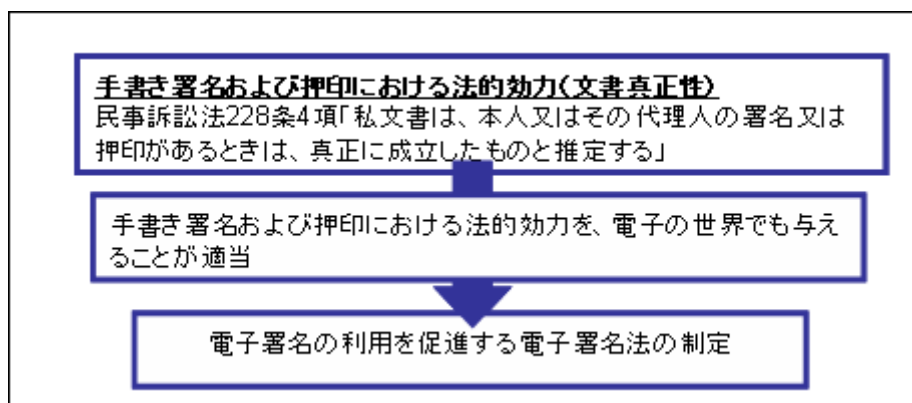 手書き署名および押印における法的効力(文書真正性)
民事訴訟法228条4項「私文書は、本人又はその代理人の署名又は
押印があるときは、真正に成立したものと推定する」
手書き署名および押印における法的効力を、電子の世界でも与え
ることが適当
電子署名の利用を促進する電子署名法の制定